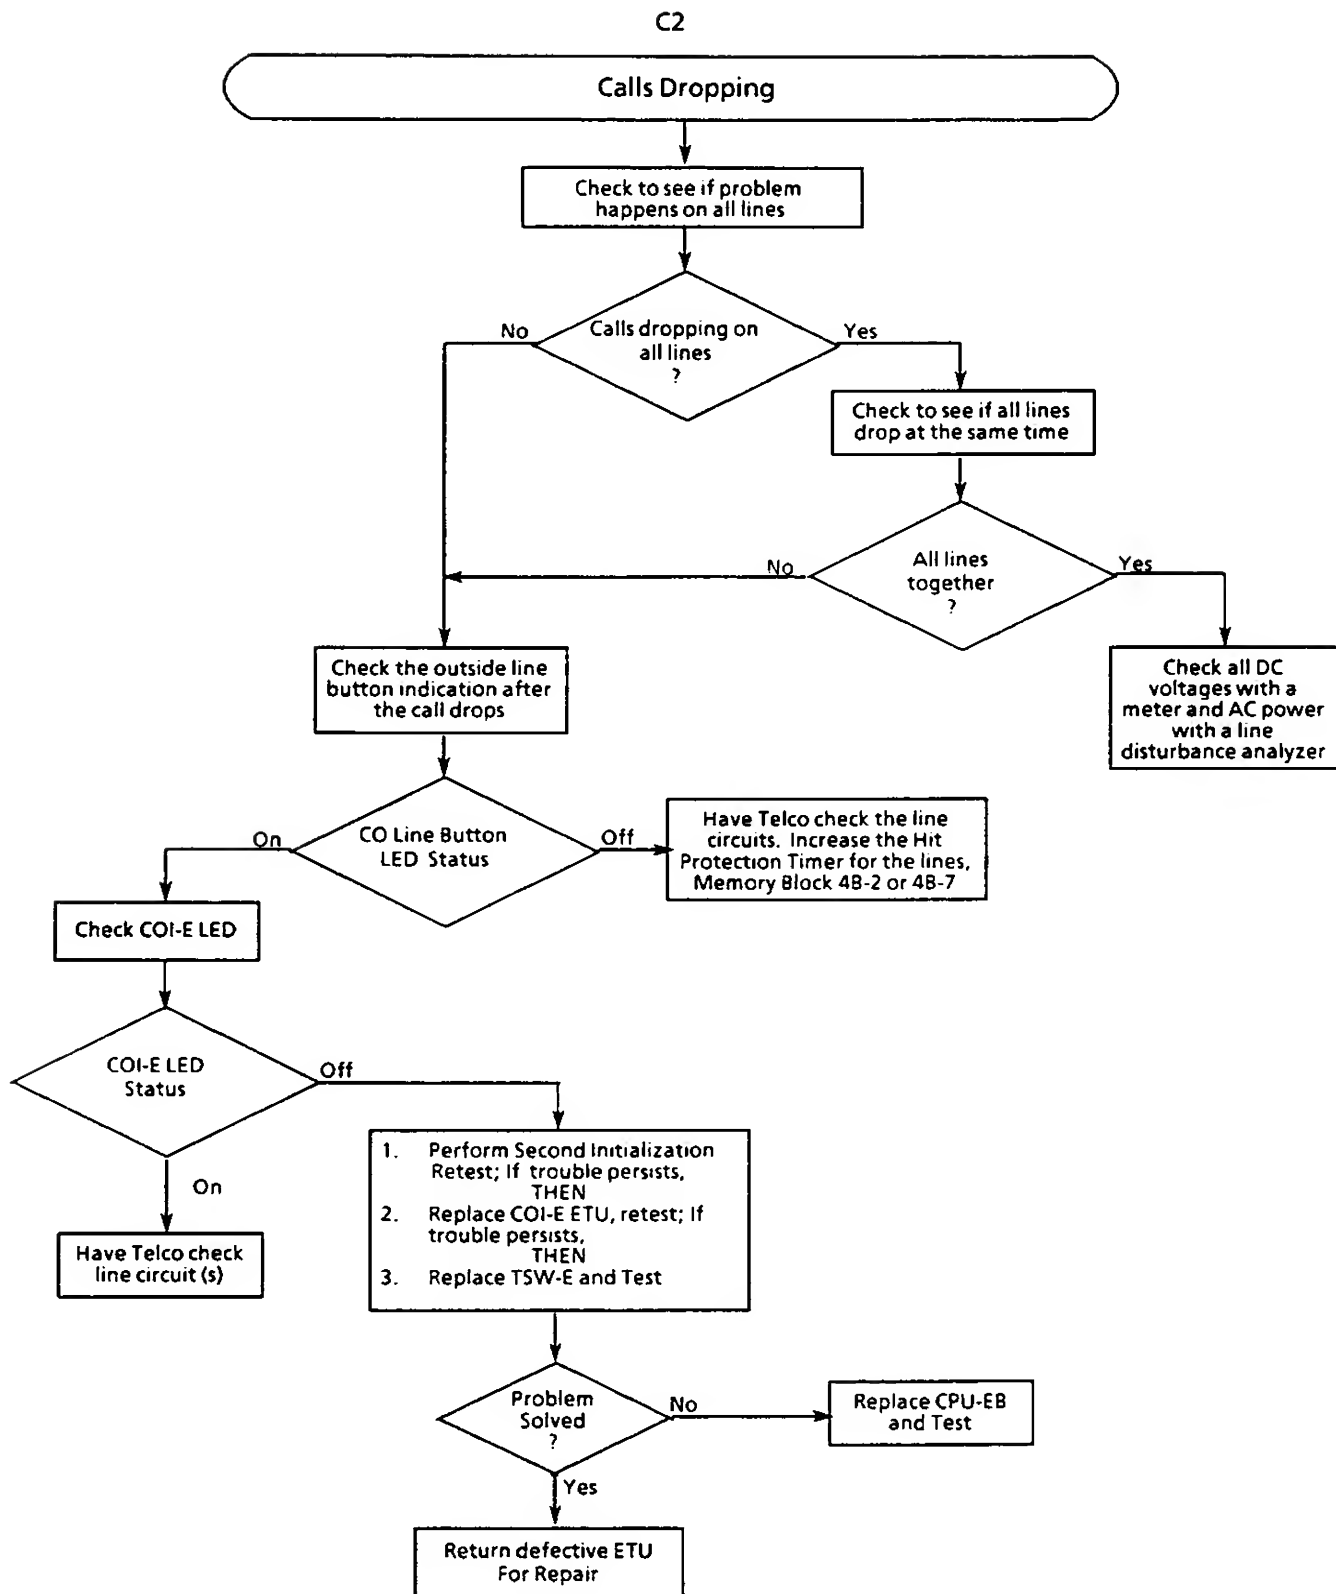 C2
Calls Dropping
Check to see if problem
happens on all lines
No
Calls dropping on
all lines
?
Yes
Check to see if all lines
drop at the same time
No
All lines
together
?
Yes
Check the outside line
button indication after
the call drops
Check all DC
voltages with a
meter and AC power
with a line
disturbance analyzer
On
CO Line Button
LED Status
Off
Have Telco check the line
circuits. Increase the Hit
Protection Timer for the lines,
Memory Block 4B-2 or 4B-7
Check COI-E LED
COI-E LED
Status
Off
On
Have Telco check
line circuit (s)
1. Perform Second Initialization
Retest; If trouble persists,
THEN
2. Replace COI-E ETU, retest; If
trouble persists,
THEN
3. Replace TSW-E and Test
Problem
Solved
?
No
Replace CPU-EB
and Test
Yes
Return defective ETU
For Repair